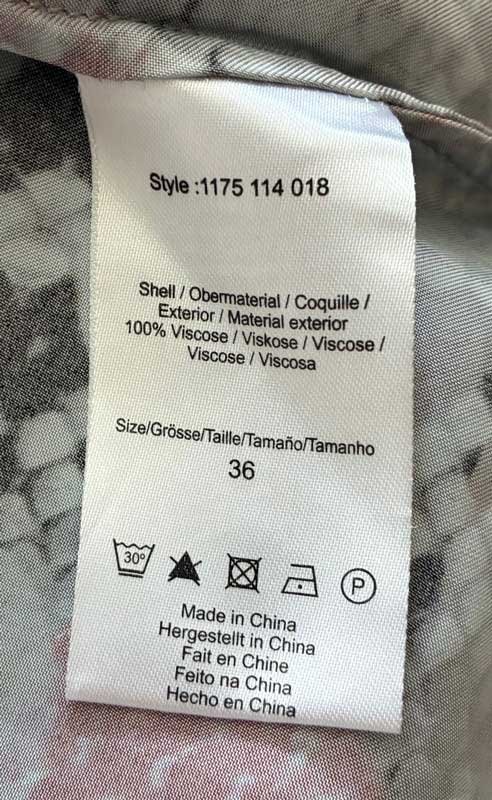 Style :1175 114 018
Shell / Obermaterial / Coquille /
Exterior / Material exterior
100% Viscose / Viskose / Viscose /
Viscose / Viscosa
Size/Grösse/Taille/Tamaño/Tamanho
36
30° P
Made in China
Hergestellt in China
Fait en Chine
Feito na China
Hecho en China